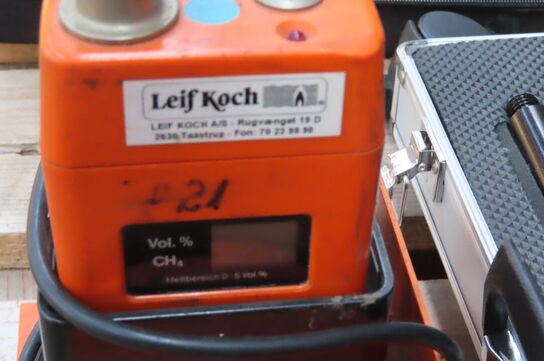 Leif Koch
LEIF KOCH A/S - Rugvænget 19 D
2630 Taastrup - Fon: 70 23 98 98
21
Vol. %
CH₄
Meßbereich 0-5 Vol.%